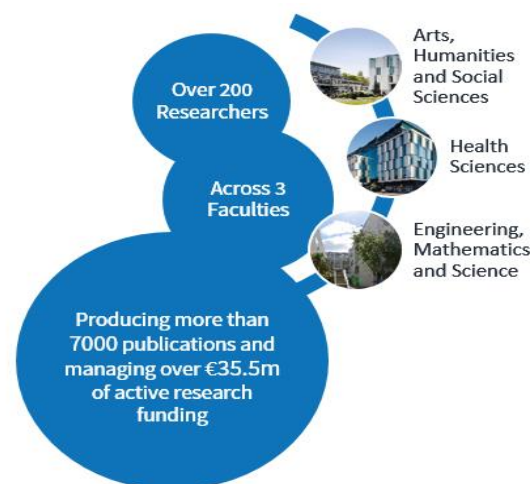 Over 200
Researchers
Across 3
Faculties
Producing more than
7000 publications and
managing over €35.5m
of active research
funding
Arts,
Humanities
and Social
Sciences
Health
Sciences
Engineering,
Mathematics
and Science